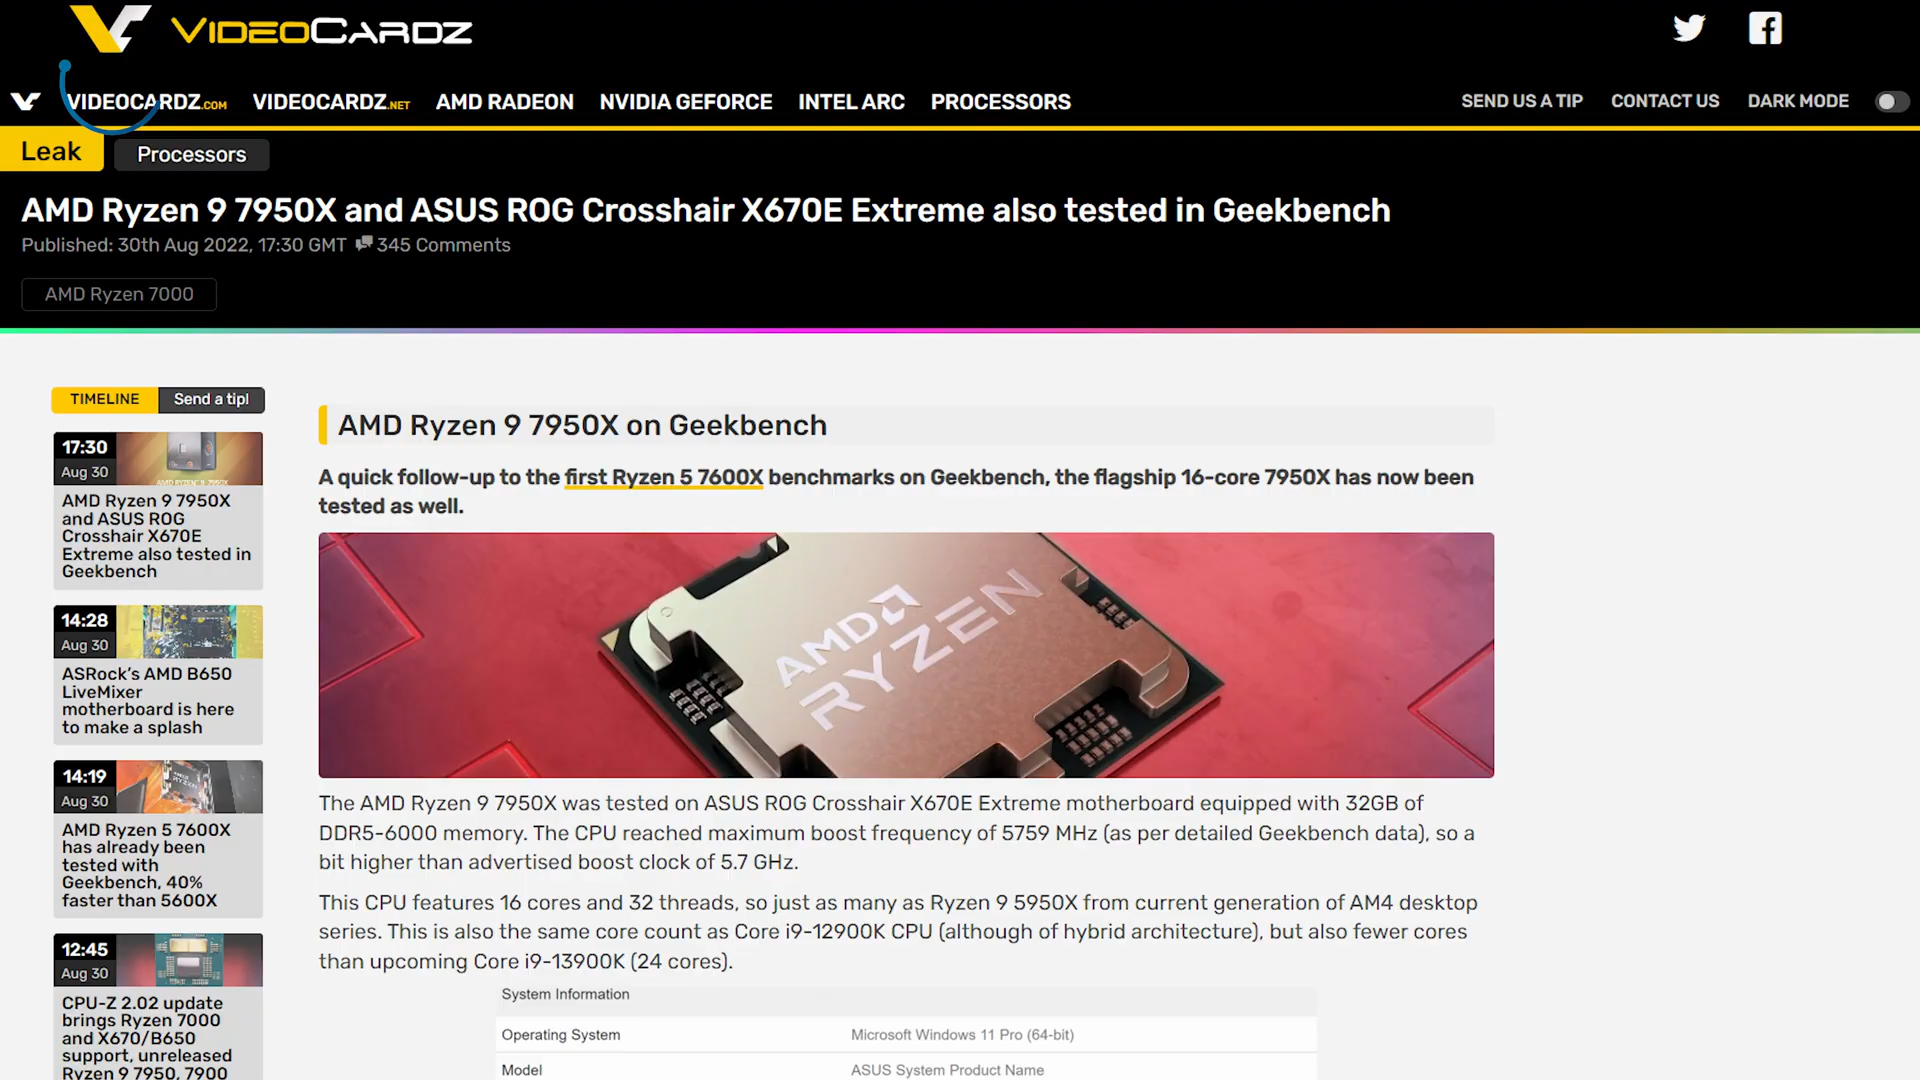 VIDEOCARDZ
VIDEOCARDZ.COM VIDEOCARDZ.NET AMD RADEON NVIDIA GEFORCE INTEL ARC PROCESSORS SEND US A TIP CONTACT US DARK MODE
Leak Processors
AMD Ryzen 9 7950X and ASUS ROG Crosshair X670E Extreme also tested in Geekbench
Published: 30th Aug 2022, 17:30 GMT 345 Comments
AMD Ryzen 7000
TIMELINE Send a tip!
17:30
Aug 30
AMD Ryzen 9 7950X
and ASUS ROG
Crosshair X670E
Extreme also tested in
Geekbench
14:28
Aug 30
ASRock’s AMD B650
LiveMixer
motherboard is here
to make a splash
14:19
Aug 30
AMD Ryzen 5 7600X
has already been
tested with
Geekbench, 40%
faster than 5600X
12:45
Aug 30
CPU-Z 2.02 update
brings Ryzen 7000
and X670/B650
support, unreleased
Ryzen 9 7950, 7900
AMD Ryzen 9 7950X on Geekbench
A quick follow-up to the first Ryzen 5 7600X benchmarks on Geekbench, the flagship 16-core 7950X has now been
tested as well.
AMD
RYZEN
The AMD Ryzen 9 7950X was tested on ASUS ROG Crosshair X670E Extreme motherboard equipped with 32GB of
DDR5-6000 memory. The CPU reached maximum boost frequency of 5759 MHz (as per detailed Geekbench data), so a
bit higher than advertised boost clock of 5.7 GHz.
This CPU features 16 cores and 32 threads, so just as many as Ryzen 9 5950X from current generation of AM4 desktop
series. This is also the same core count as Core i9-12900K CPU (although of hybrid architecture), but also fewer cores
than upcoming Core i9-13900K (24 cores).
System Information
Operating System Microsoft Windows 11 Pro (64-bit)
Model ASUS System Product Name